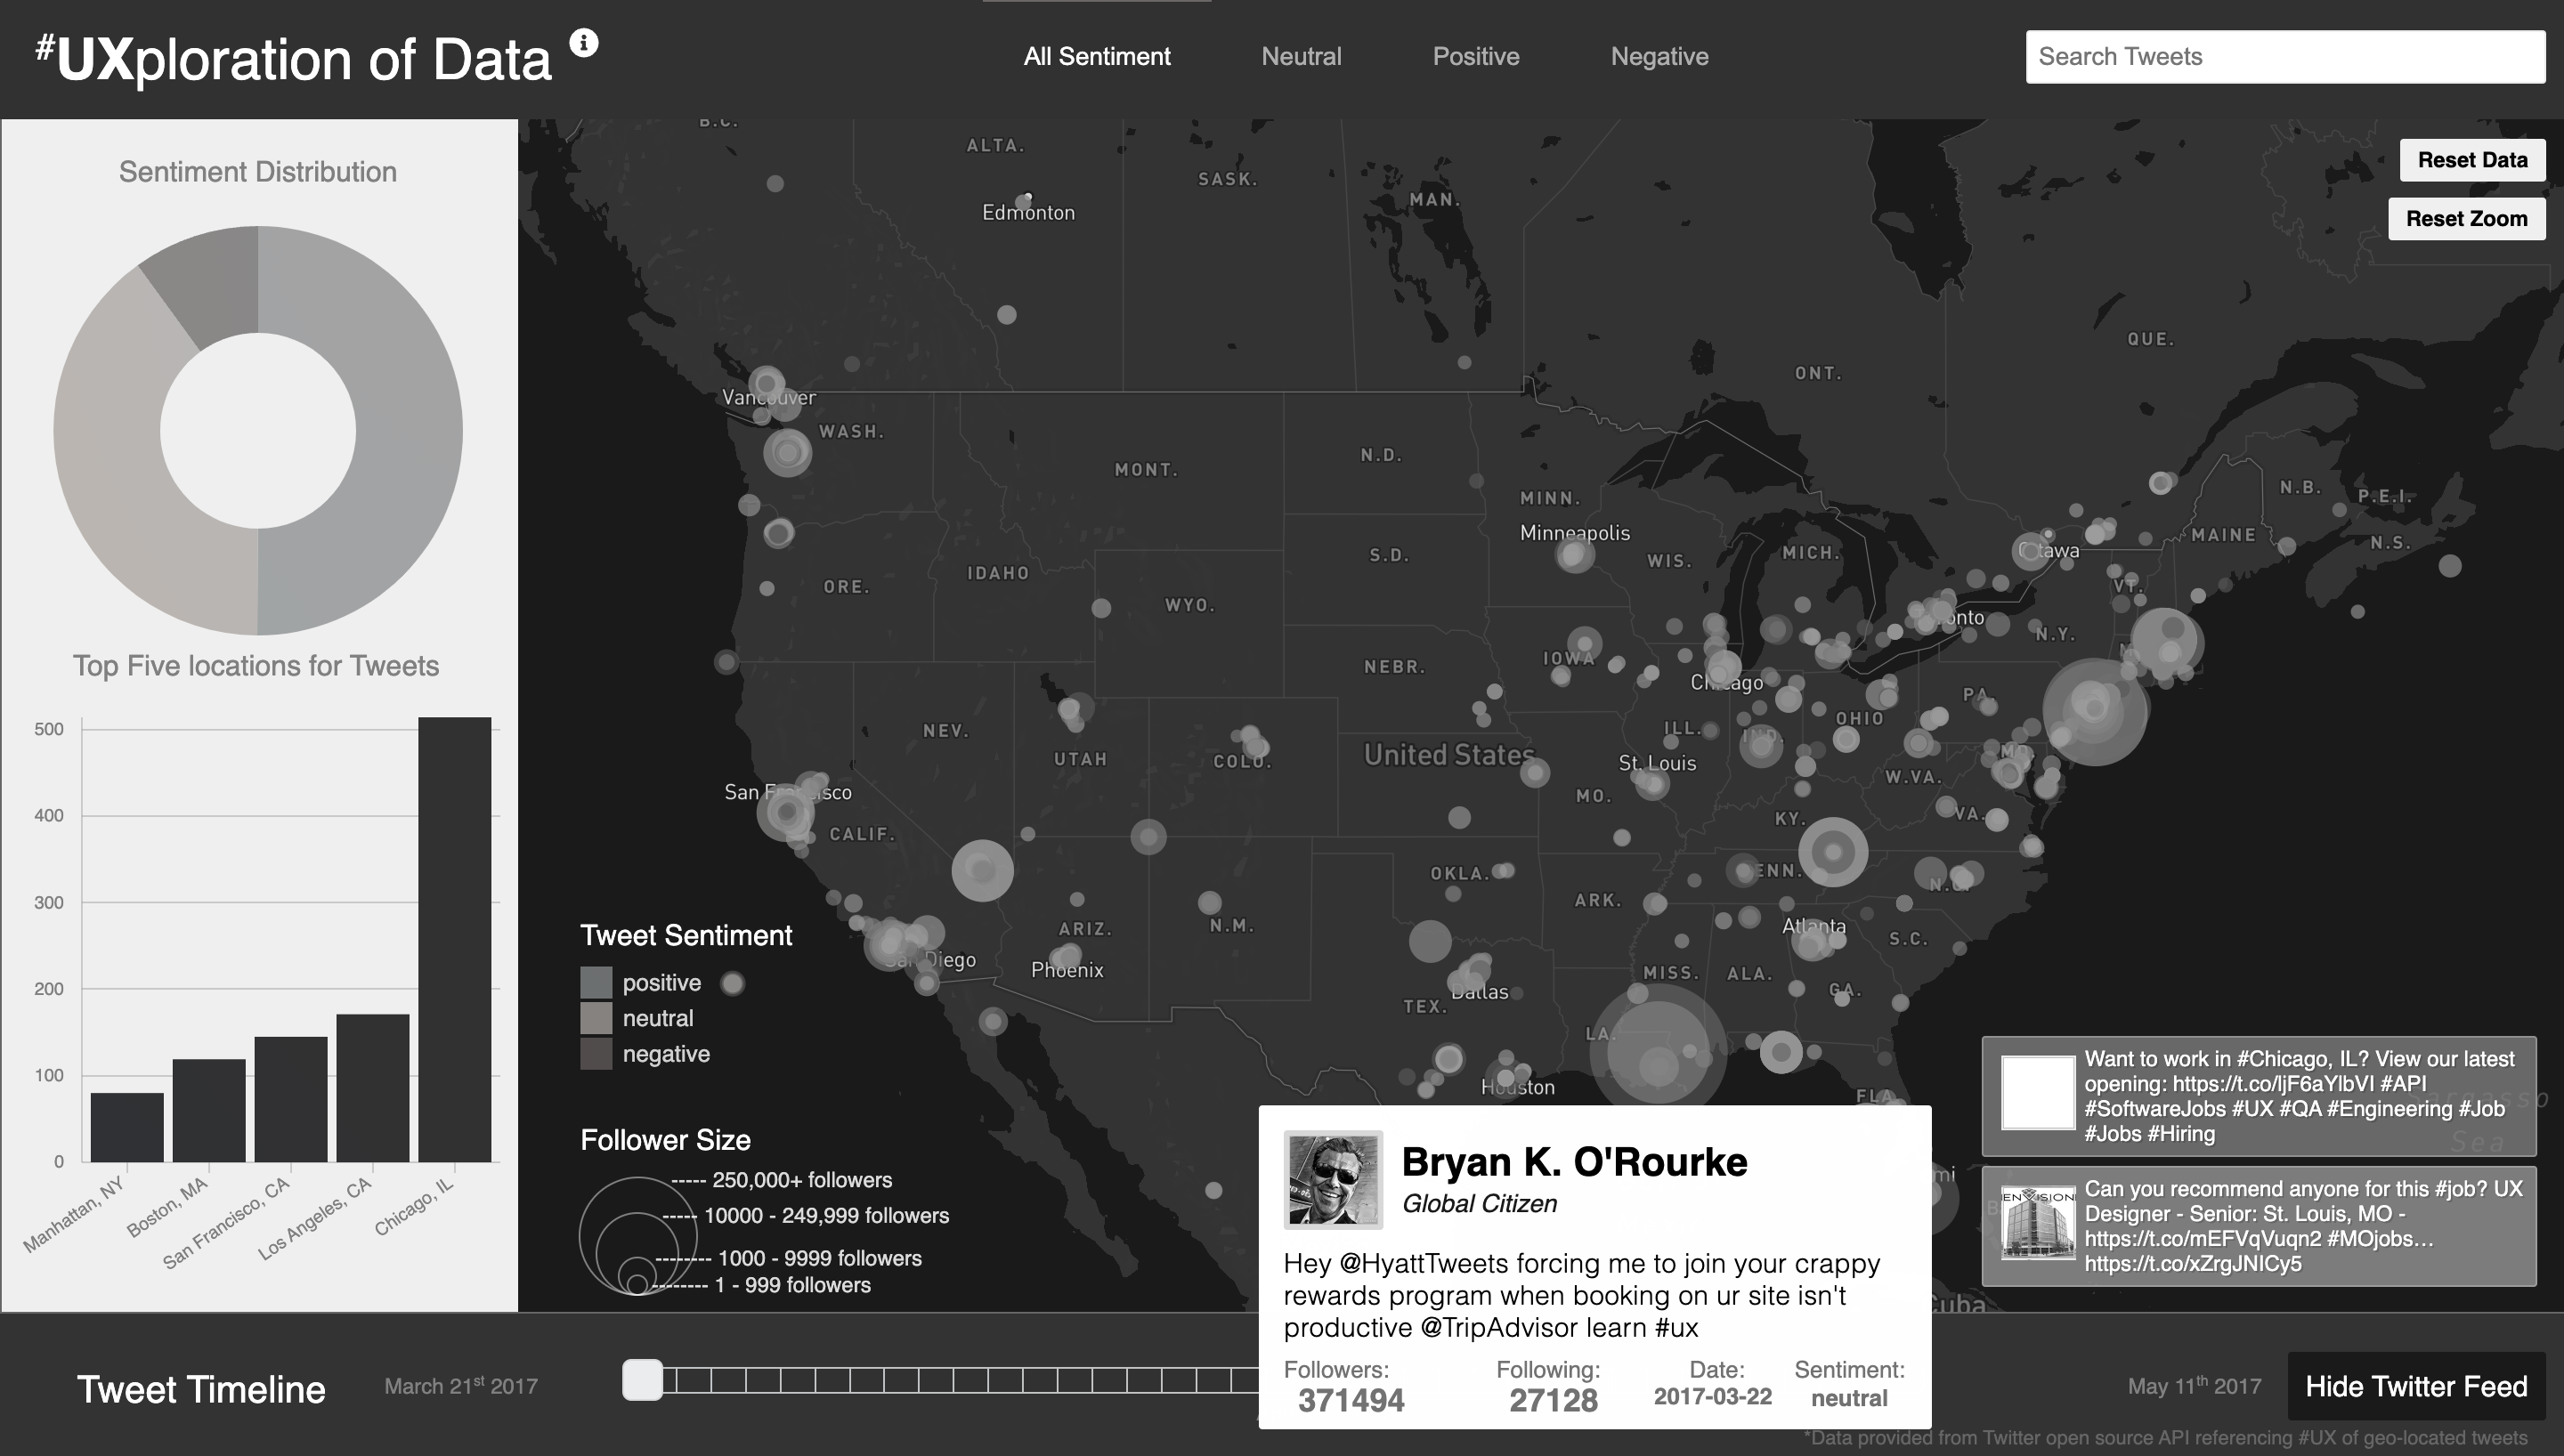 #UXploration of Data
All Sentiment
Neutral
Positive
Negative
Search Tweets
Sentiment Distribution
Top Five locations for Tweets
500
400
300
200
100
0
Manhattan, NY
Boston, MA
San Francisco, CA
Los Angeles, CA
Chicago, IL
Reset Data
Reset Zoom
B.C.
ALTA.
SASK.
MAN.
Edmonton
QUE.
ONT.
Vancouver
WASH.
MONT.
N.D.
MINN.
N.B.
P.E.I.
Minneapolis
MAINE
N.S.
Ottawa
S.D.
WIS.
MICH.
IDAHO
ORE.
WYO.
VT.
N.Y.
NEBR.
IOWA
Chicago
PA.
OHIO
NEV.
ILL.
IND.
United States
UTAH
COLO.
St. Louis
MD.
W.VA.
San Francisco
MO.
CALIF.
KY.
VA.
OKLA.
TENN.
N.C.
ARK.
N.M.
ARIZ.
Atlanta
S.C.
San Diego
Phoenix
MISS.
ALA.
GA.
Dallas
TEX.
LA.
Houston
FLA.
Sargasso
Sea
Cuba
Tweet Sentiment
positive
neutral
negative
Follower Size
250,000+ followers
10000 - 249,999 followers
1000 - 9999 followers
1 - 999 followers
Want to work in #Chicago, IL? View our latest
opening: https://t.co/ljF6aYlbVI #API
#SoftwareJobs #UX #QA #Engineering #Job
#Jobs #Hiring
ENVISION
Can you recommend anyone for this #job? UX
Designer - Senior: St. Louis, MO -
https://t.co/mEFVqVuqn2 #MOjobs…
https://t.co/xZrgJNICy5
Bryan K. O'Rourke
Global Citizen
Hey @HyattTweets forcing me to join your crappy
rewards program when booking on ur site isn't
productive @TripAdvisor learn #ux
Followers:
371494
Following:
27128
Date:
2017-03-22
Sentiment:
neutral
Tweet Timeline
March 21st 2017
May 11th 2017
Hide Twitter Feed
*Data provided from Twitter open source API referencing #UX of geo-located tweets